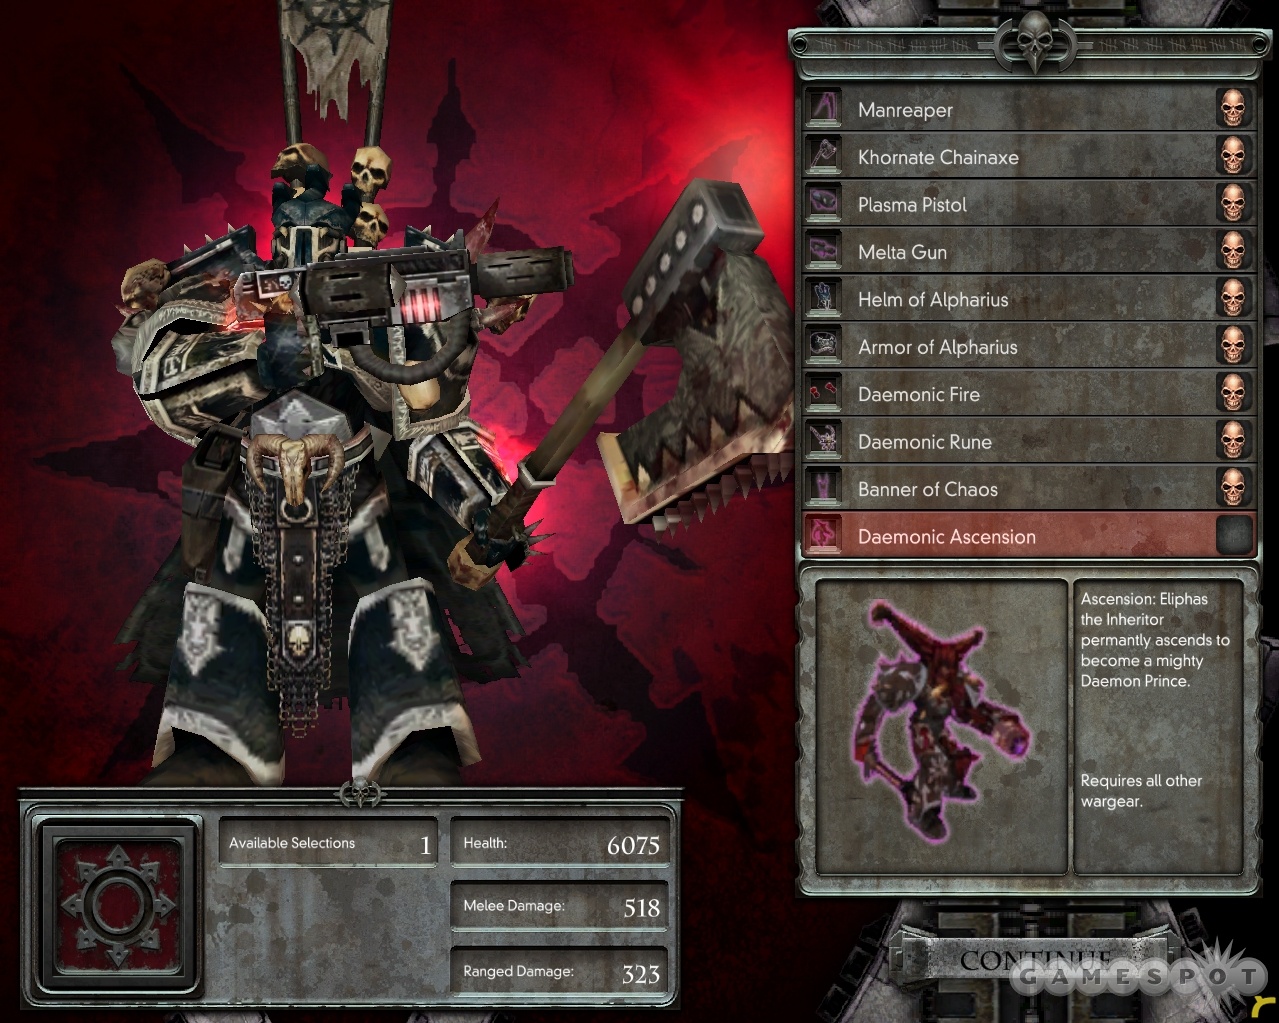 Manreaper
Khornate Chainaxe
Plasma Pistol
Melta Gun
Helm of Alpharius
Armor of Alpharius
Daemonic Fire
Daemonic Rune
Banner of Chaos
Daemonic Ascension
Ascension: Eliphas
the Inheritor
permantly ascends to
become a mighty
Daemon Prince.
Requires all other
wargear.
Available Selections 1
Health: 6075
Melee Damage: 518
Ranged Damage: 323
CONTINUE
GAMESPOT